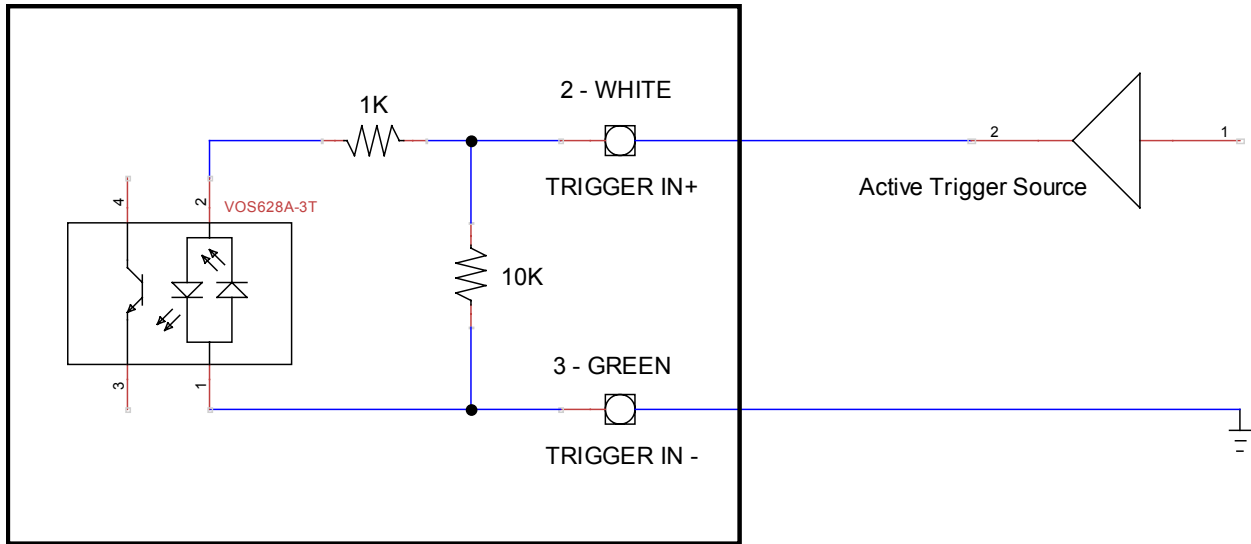 2 - WHITE
1K
2
1
TRIGGER IN+
Active Trigger Source
4
2
VOS628A-3T
10K
3 - GREEN
3
1
TRIGGER IN -